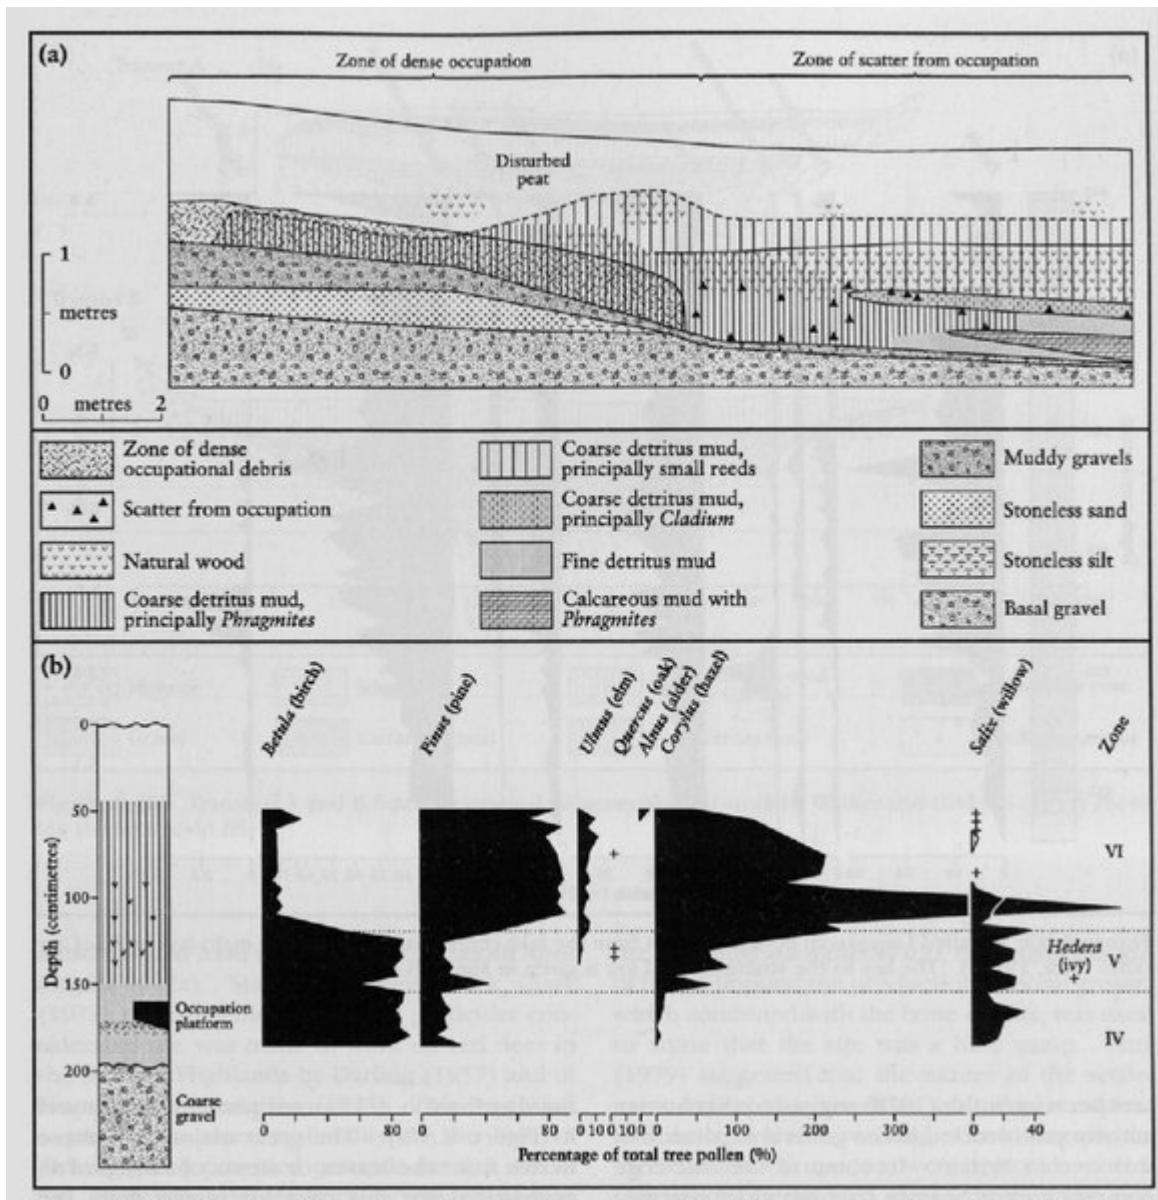 (a)
Zone of dense occupation
Zone of scatter from occupation
Disturbed
peat
1
metres
0
0 metres 2
Zone of dense
occupational debris
Scatter from occupation
Natural wood
Coarse detritus mud,
principally Phragmites
Coarse detritus mud,
principally small reeds
Coarse detritus mud,
principally Cladium
Fine detritus mud
Calcareous mud with
Phragmites
Muddy gravels
Stoneless sand
Stoneless silt
Basal gravel
(b)
Betula (birth)
Pinus (pine)
Ulmus (elm)
Quercus (oak)
Alnus (alder)
Corylus (hazel)
Salix (willow)
Zone
Depth (centimetres)
0
50
100
150
200
Occupation
platform
Coarse
gravel
VI
Hedera
(ivy)
V
IV
0 80 0 80 0 10 0 10 0 0 100 200 300 0 40
Percentage of total tree pollen (%)